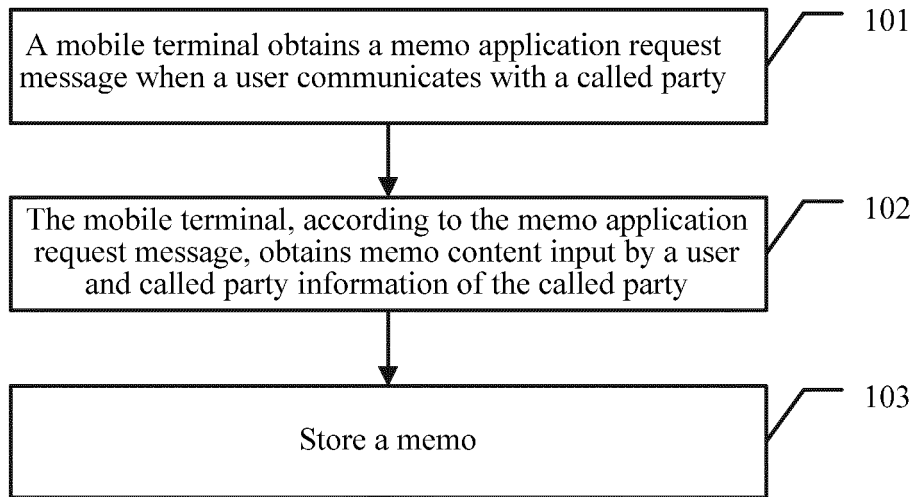 101
A mobile terminal obtains a memo application request
message when a user communicates with a called party
102
The mobile terminal, according to the memo application
request message, obtains memo content input by a user
and called party information of the called party
103
Store a memo